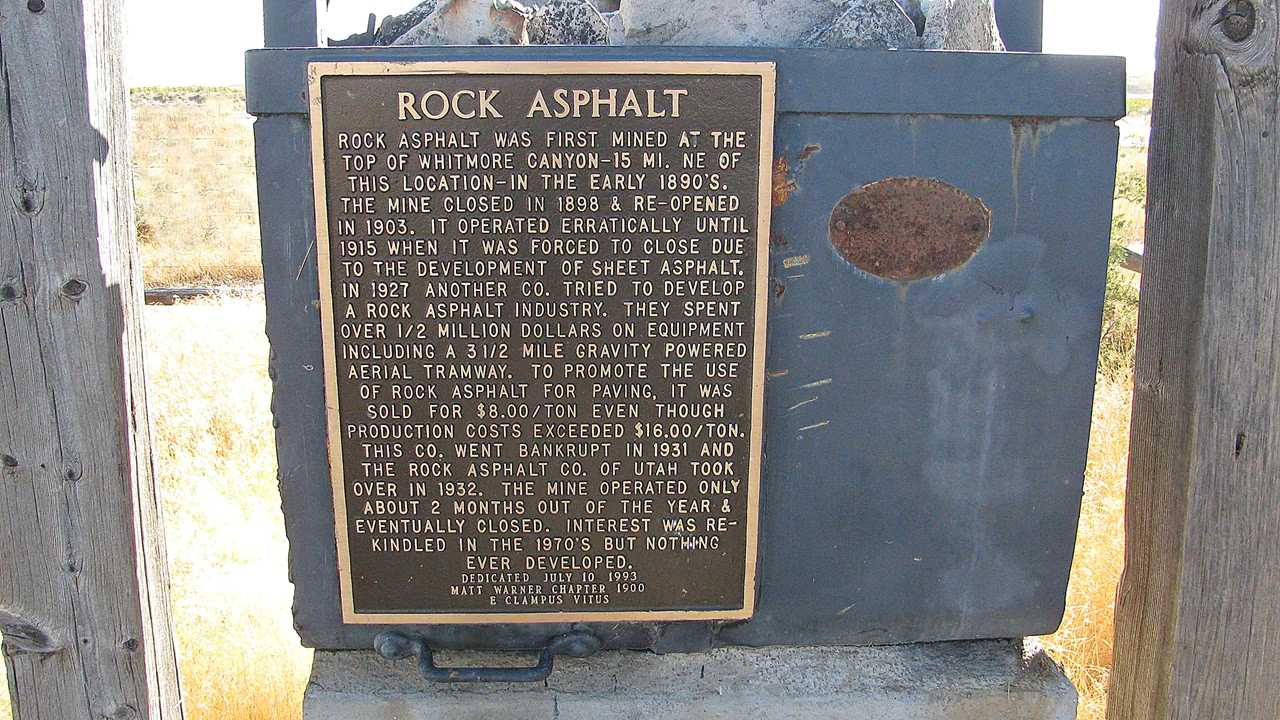 ROCK ASPHALT
ROCK ASPHALT WAS FIRST MINED AT THE
TOP OF WHITMORE CANYON-15 MI. NE OF
THIS LOCATION-IN THE EARLY 1890'S.
THE MINE CLOSED IN 1898 & RE-OPENED
IN 1903. IT OPERATED ERRATICALLY UNTIL
1915 WHEN IT WAS FORCED TO CLOSE DUE
TO THE DEVELOPMENT OF SHEET ASPHALT.
IN 1927 ANOTHER CO. TRIED TO DEVELOP
A ROCK ASPHALT INDUSTRY. THEY SPENT
OVER 1/2 MILLION DOLLARS ON EQUIPMENT
INCLUDING A 3 1/2 MILE GRAVITY POWERED
AERIAL TRAMWAY. TO PROMOTE THE USE
OF ROCK ASPHALT FOR PAVING, IT WAS
SOLD FOR $8.00/TON EVEN THOUGH
PRODUCTION COSTS EXCEEDED $16.00/TON.
THIS CO. WENT BANKRUPT IN 1931 AND
THE ROCK ASPHALT CO. OF UTAH TOOK
OVER IN 1932. THE MINE OPERATED ONLY
ABOUT 2 MONTHS OUT OF THE YEAR &
EVENTUALLY CLOSED. INTEREST WAS RE-
KINDLED IN THE 1970'S BUT NOTHING
EVER DEVELOPED.
DEDICATED JULY 10 1993
MATT WARNER CHAPTER 1900
E CLAMPUS VITUS